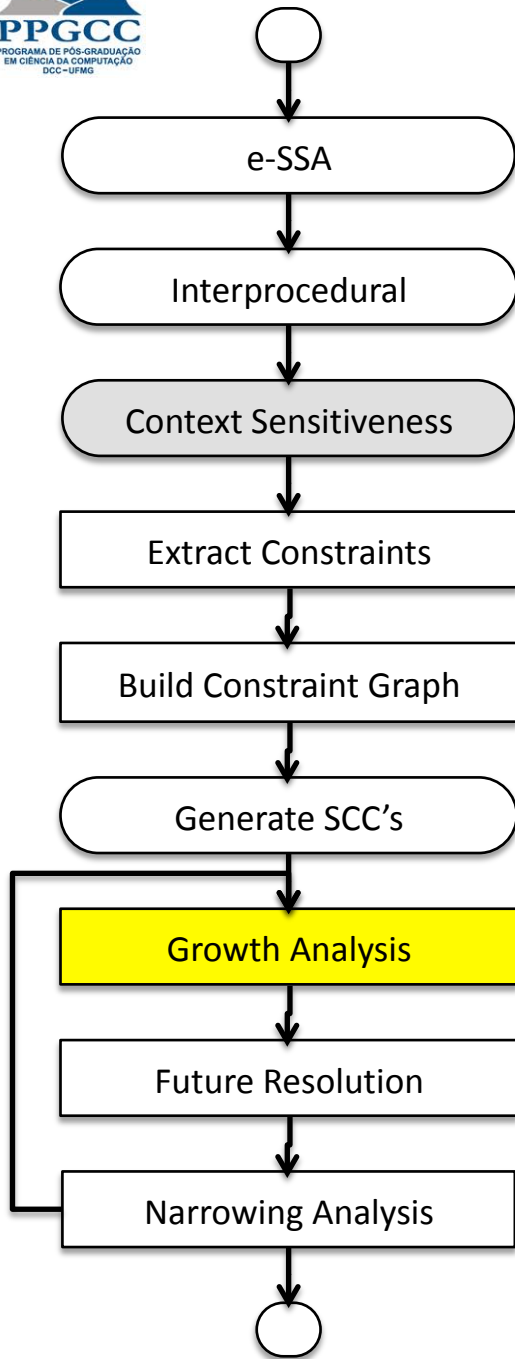 PPGCC
PROGRAMA DE PÓS-GRADUAÇÃO
EM CIÊNCIA DA COMPUTAÇÃO
DCC-UFMG
e-SSA
Interprocedural
Context Sensitiveness
Extract Constraints
Build Constraint Graph
Generate SCC's
Growth Analysis
Future Resolution
Narrowing Analysis